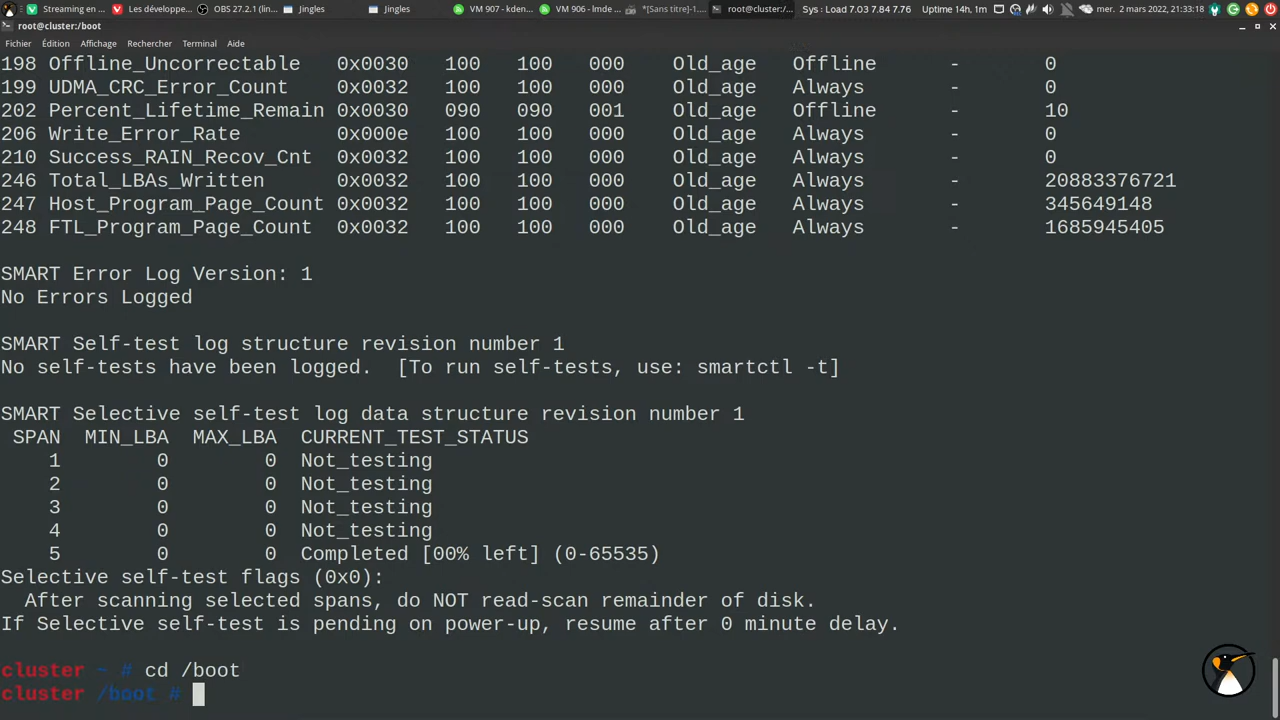 Streaming en ...
Les dévelope...
OBS 27.2.1 (linu...
Jingles
Jingles
VM 907 - kden...
VM 906 - lmde ...
*[Sans titre]-1....
root@cluster:/...
Sys : Load 7.03 7.84 7.76
Uptime 14h, 1m
mer. 2 mars 2022, 21:33:18
root@cluster:/boot
Fichier Édition Affichage Rechercher Terminal Aide
198 Offline_Uncorrectable 0x0030 100 100 000 Old_age Offline - 0
199 UDMA_CRC_Error_Count 0x0032 100 100 000 Old_age Always - 0
202 Percent_Lifetime_Remain 0x0030 090 090 001 Old_age Offline - 10
206 Write_Error_Rate 0x000e 100 100 000 Old_age Always - 0
210 Success_RAIN_Recov_Cnt 0x0032 100 100 000 Old_age Always - 0
246 Total_LBAs_Written 0x0032 100 100 000 Old_age Always - 20883376721
247 Host_Program_Page_Count 0x0032 100 100 000 Old_age Always - 345649148
248 FTL_Program_Page_Count 0x0032 100 100 000 Old_age Always - 1685945405
SMART Error Log Version: 1
No Errors Logged
SMART Self-test log structure revision number 1
No self-tests have been logged. [To run self-tests, use: smartctl -t]
SMART Selective self-test log data structure revision number 1
SPAN MIN_LBA MAX_LBA CURRENT_TEST_STATUS
1 0 0 Not_testing
2 0 0 Not_testing
3 0 0 Not_testing
4 0 0 Not_testing
5 0 0 Completed [00% left] (0-65535)
Selective self-test flags (0x0):
After scanning selected spans, do NOT read-scan remainder of disk.
If Selective self-test is pending on power-up, resume after 0 minute delay.
cluster ~ # cd /boot
cluster /boot #